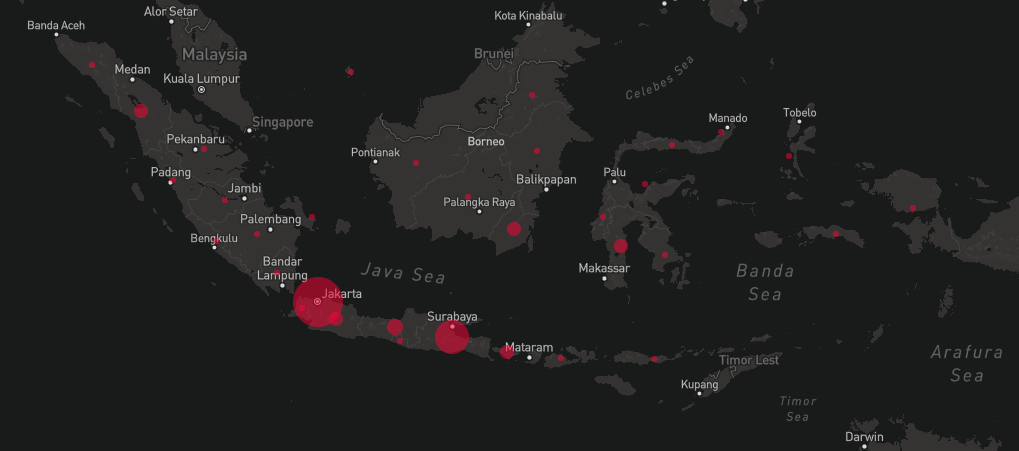 Alor Setar
Kota Kinabalu
Banda Aceh
Malaysia
Brunei
Medan
Celebes Sea
Kuala Lumpur
Singapore
Manado
Tobelo
Pekanbaru
Borneo
Pontianak
Padang
Balikpapan
Palu
Jambi
Palangka Raya
Palembang
Bengkulu
Bandar
Lampung
Java Sea
Makassar
Banda
Sea
Jakarta
Surabaya
Mataram
Timor Lest
Arafura
Sea
Kupang
Timor
Sea
Darwin